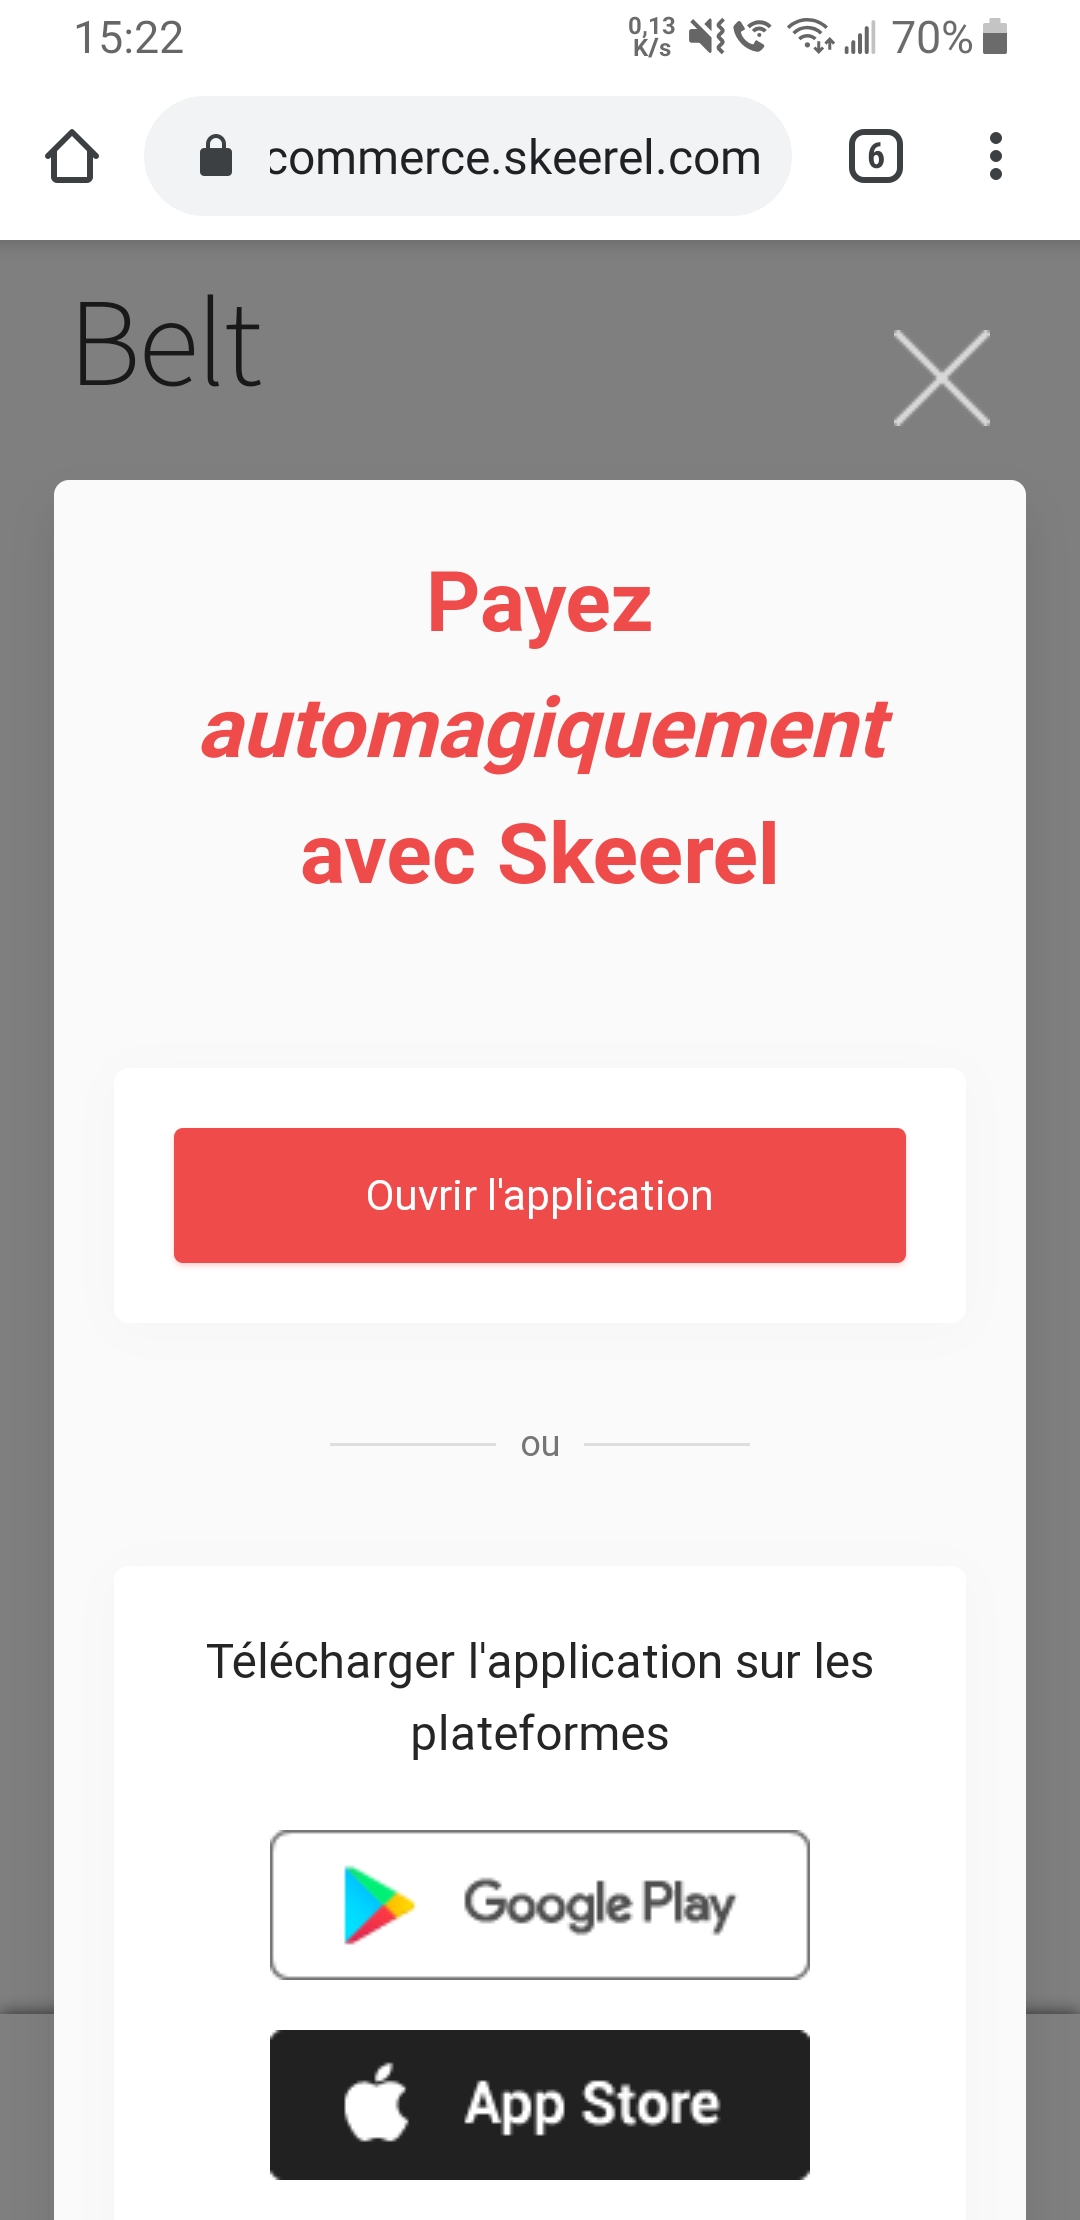 15:22
0,13
K/s
70%
commerce.skeerel.com
6
Belt
Payez
automagiquement
avec Skeerel
Ouvrir l'application
ou
Télécharger l'application sur les
plateformes
Google Play
App Store